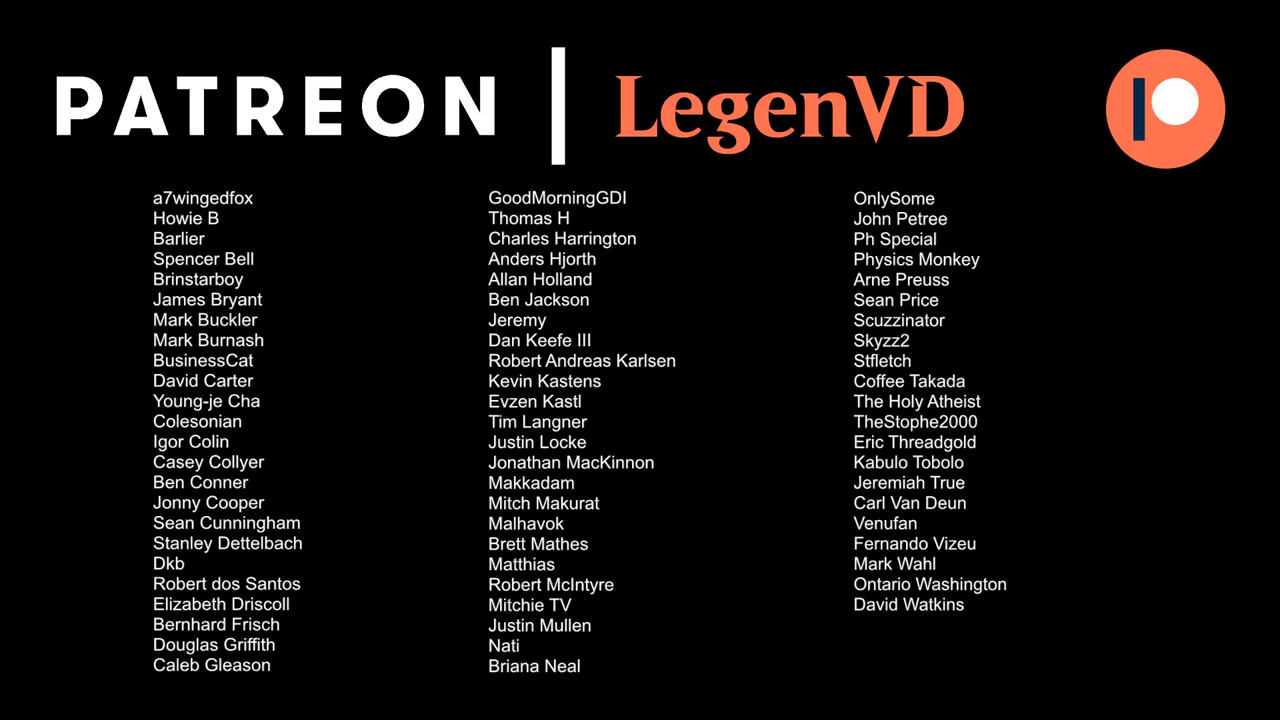 PATREON | LegenVD
a7wingedfox
Howie B
Barlier
Spencer Bell
Brinstarboy
James Bryant
Mark Buckler
Mark Burnash
BusinessCat
David Carter
Young-je Cha
Colesonian
Igor Colin
Casey Collyer
Ben Conner
Jonny Cooper
Sean Cunningham
Stanley Dettelbach
Dkb
Robert dos Santos
Elizabeth Driscoll
Bernhard Frisch
Douglas Griffith
Caleb Gleason
GoodMorningGDI
Thomas H
Charles Harrington
Anders Hjorth
Allan Holland
Ben Jackson
Jeremy
Dan Keefe III
Robert Andreas Karlsen
Kevin Kastens
Evzen Kastl
Tim Langner
Justin Locke
Jonathan MacKinnon
Makkadam
Mitch Makurat
Malhavok
Brett Mathes
Matthias
Robert McIntyre
Mitchie TV
Justin Mullen
Nati
Briana Neal
OnlySome
John Petree
Ph Special
Physics Monkey
Arne Preuss
Sean Price
Scuzzinator
Skyzz2
Stfletch
Coffee Takada
The Holy Atheist
TheStophe2000
Eric Threadgold
Kabulo Tobolo
Jeremiah True
Carl Van Deun
Venufan
Fernando Vizeu
Mark Wahl
Ontario Washington
David Watkins